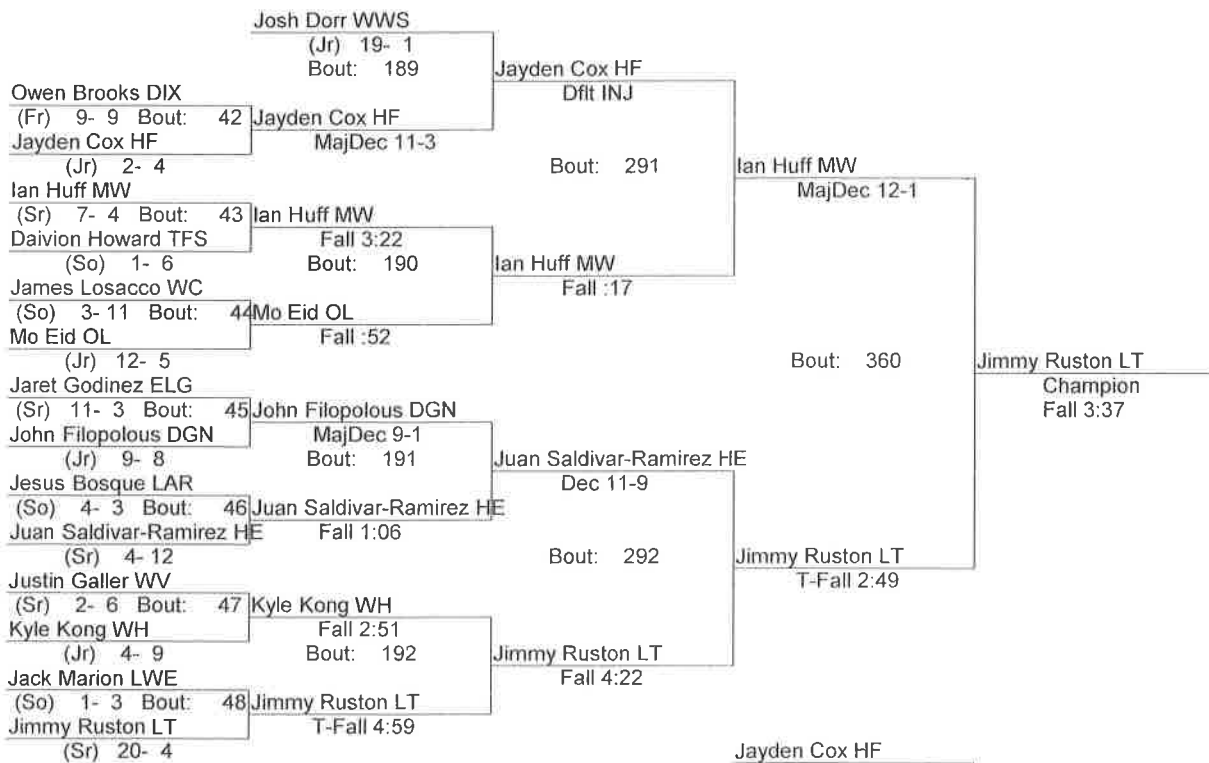 Josh Dorr WWS
(Jr) 19- 1
Bout: 189
Jayden Cox HF
Dflt INJ
Owen Brooks DIX
(Fr) 9- 9 Bout: 42
Jayden Cox HF
MajDec 11-3
Jayden Cox HF
(Jr) 2- 4
Bout: 291
Ian Huff MW
MajDec 12-1
Ian Huff MW
(Sr) 7- 4 Bout: 43
Ian Huff MW
Fall 3:22
Daivion Howard TFS
(So) 1- 6
Bout: 190
Ian Huff MW
Fall :17
James Losacco WC
(So) 3- 11 Bout: 44
Mo Eid OL
Fall :52
Mo Eid OL
(Jr) 12- 5
Bout: 360
Jimmy Ruston LT
Champion
Fall 3:37
Jaret Godinez ELG
(Sr) 11- 3 Bout: 45
John Filopolous DGN
MajDec 9-1
John Filopolous DGN
(Jr) 9- 8
Bout: 191
Juan Saldivar-Ramirez HE
Dec 11-9
Jesus Bosque LAR
(So) 4- 3 Bout: 46
Juan Saldivar-Ramirez HE
Fall 1:06
Juan Saldivar-Ramirez HE
(Sr) 4- 12
Bout: 292
Jimmy Ruston LT
T-Fall 2:49
Justin Galler WV
(Sr) 2- 6 Bout: 47
Kyle Kong WH
Fall 2:51
Kyle Kong WH
(Jr) 4- 9
Bout: 192
Jimmy Ruston LT
Fall 4:22
Jack Marion LWE
(So) 1- 3 Bout: 48
Jimmy Ruston LT
T-Fall 4:59
Jimmy Ruston LT
(Sr) 20- 4
Jayden Cox HF